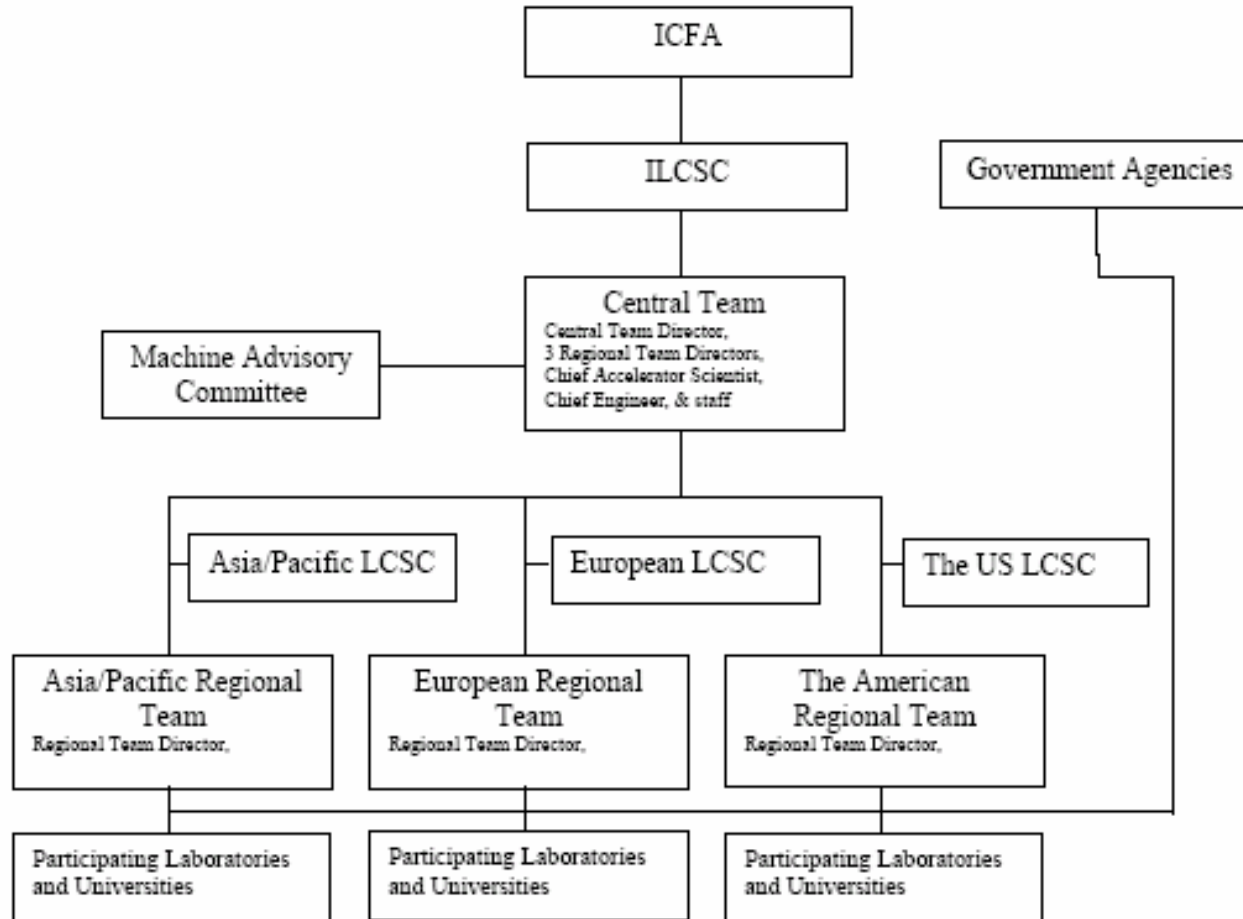 ICFA
ILCSC
Government Agencies
Central Team
Central Team Director,
3 Regional Team Directors,
Chief Accelerator Scientist,
Chief Engineer, & staff
Machine Advisory
Committee
Asia/Pacific LCSC
European LCSC
The US LCSC
Asia/Pacific Regional
Team
Regional Team Director,
European Regional
Team
Regional Team Director,
The American
Regional Team
Regional Team Director,
Participating Laboratories
and Universities
Participating Laboratories
and Universities
Participating Laboratories
and Universities